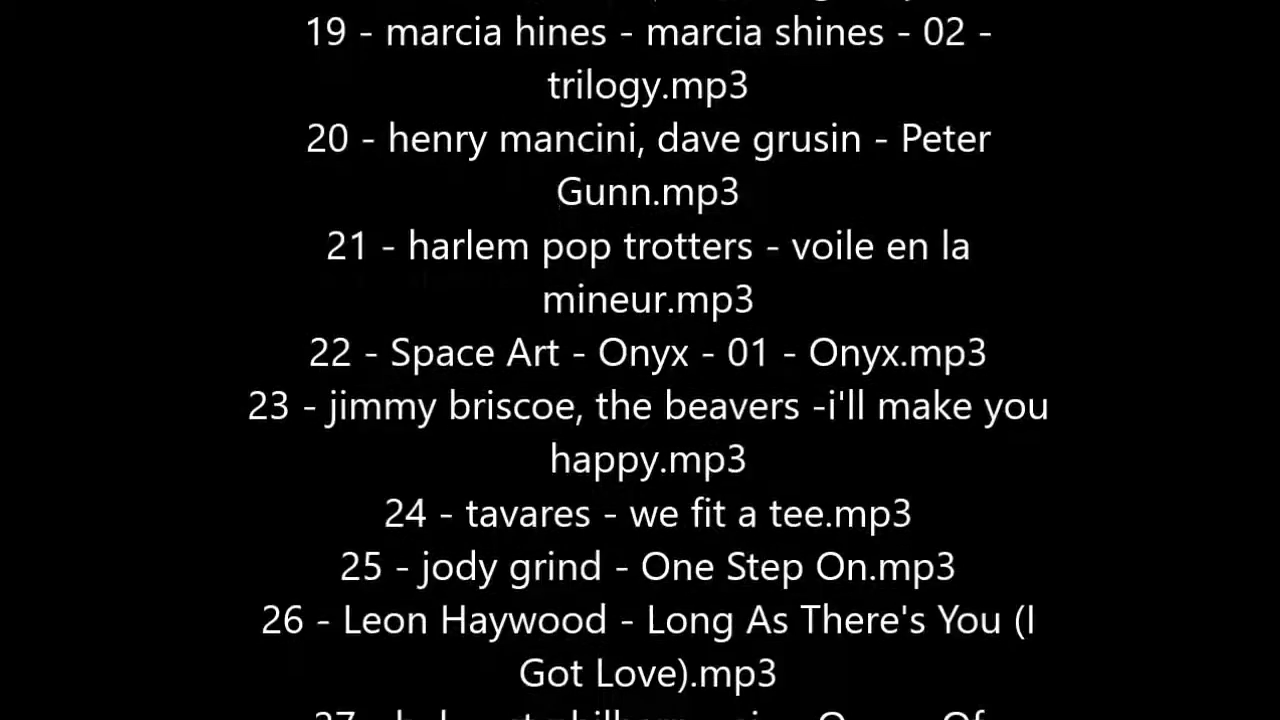 19 - marcia hines - marcia shines - 02 -
trilogy.mp3
20 - henry mancini, dave grusin - Peter
Gunn.mp3
21 - harlem pop trotters - voile en la
mineur.mp3
22 - Space Art - Onyx - 01 - Onyx.mp3
23 - jimmy briscoe, the beavers -i'll make you
happy.mp3
24 - tavares - we fit a tee.mp3
25 - jody grind - One Step On.mp3
26 - Leon Haywood - Long As There's You (I
Got Love).mp3